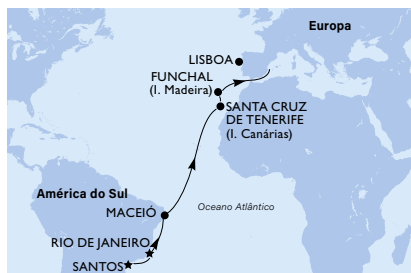 Europa
LISBOA
FUNCHAL
(I. Madeira)
SANTA CRUZ
DE TENERIFE
(I. Canárias)
América do Sul
Oceano Atlântico
MACEIÓ
RIO DE JANEIRO
SANTOS